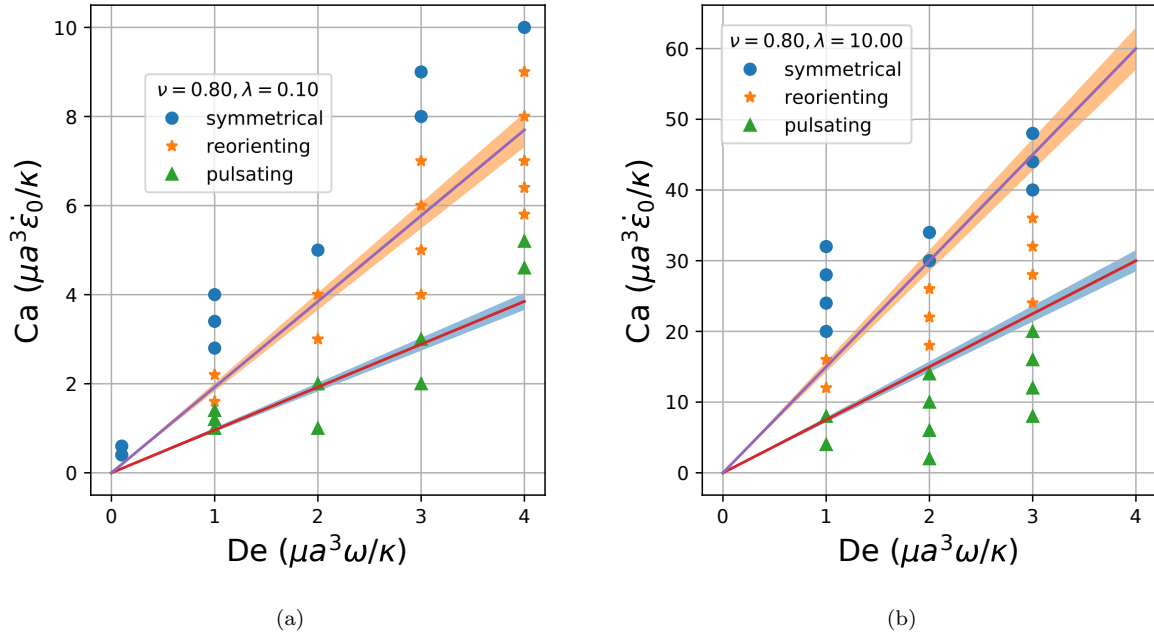 10
8
6
4
2
0
Ca (μa³ε̇₀/κ)
ν = 0.80, λ = 0.10
symmetrical
reorienting
pulsating
0 1 2 3 4
De (μa³ω/κ)
(a)
60
50
40
30
20
10
0
Ca (μa³ε̇₀/κ)
ν = 0.80, λ = 10.00
symmetrical
reorienting
pulsating
0 1 2 3 4
De (μa³ω/κ)
(b)